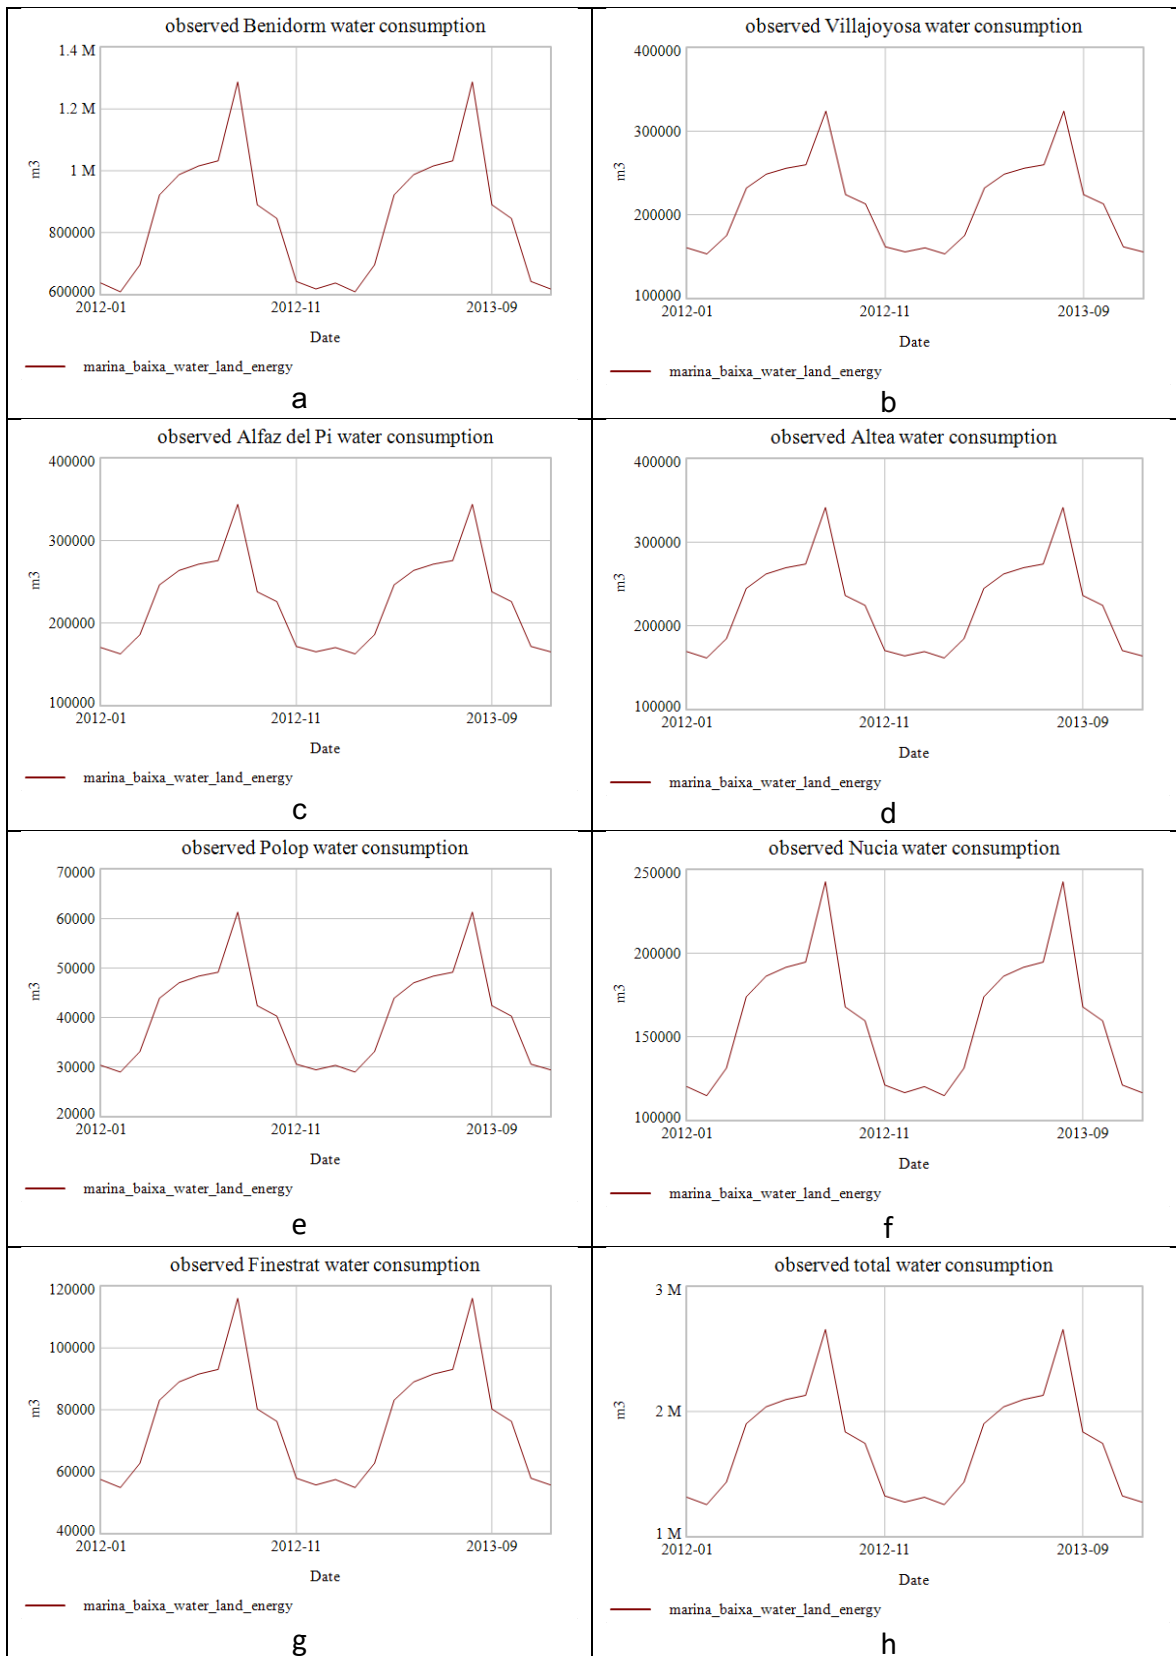 observed Benidorm water consumption
1.4 M
1.2 M
1 M
800000
600000
m3
2012-01
2012-11
2013-09
Date
marina_baixa_water_land_energy
a
observed Villajoyosa water consumption
400000
300000
200000
100000
m3
2012-01
2012-11
2013-09
Date
marina_baixa_water_land_energy
b
observed Alfaz del Pi water consumption
400000
300000
200000
100000
m3
2012-01
2012-11
2013-09
Date
marina_baixa_water_land_energy
c
observed Altea water consumption
400000
300000
200000
100000
m3
2012-01
2012-11
2013-09
Date
marina_baixa_water_land_energy
d
observed Polop water consumption
70000
60000
50000
40000
30000
20000
m3
2012-01
2012-11
2013-09
Date
marina_baixa_water_land_energy
e
observed Nucia water consumption
250000
200000
150000
100000
m3
2012-01
2012-11
2013-09
Date
marina_baixa_water_land_energy
f
observed Finestrat water consumption
120000
100000
80000
60000
40000
m3
2012-01
2012-11
2013-09
Date
marina_baixa_water_land_energy
g
observed total water consumption
3 M
2 M
1 M
m3
2012-01
2012-11
2013-09
Date
marina_baixa_water_land_energy
h